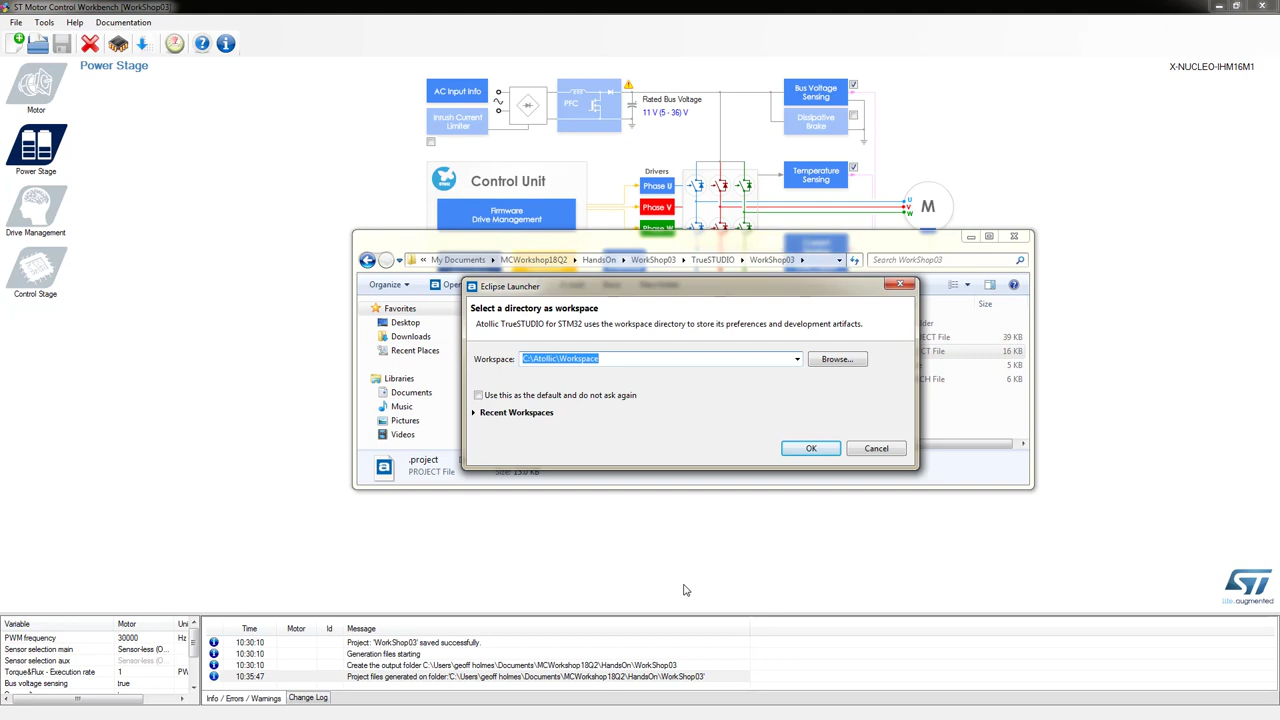 ST Motor Control Workbench [WorkShop03]
File Tools Help Documentation
Power Stage
X-NUCLEO-IHM16M1
Motor
Power Stage
Drive Management
Control Stage
AC Input Info
Inrush Current
Limiter
PFC
Rated Bus Voltage
11 V (5 - 36) V
Bus Voltage
Sensing
Dissipative
Brake
Control Unit
Firmware
Drive Management
Drivers
Phase U
Phase V
Phase W
Temperature
Sensing
M
U
V
W
« My Documents MCWorkshop18Q2 HandsOn WorkShop03 TrueSTUDIO WorkShop03
Search WorkShop03
Organize
Size
Favorites
Desktop
Downloads
Recent Places
Libraries
Documents
Music
Pictures
Videos
39 KB
16 KB
5 KB
6 KB
.project
PROJECT File
Eclipse Launcher
Select a directory as workspace
Atollic TrueSTUDIO for STM32 uses the workspace directory to store its preferences and development artifacts.
Workspace: C:\Atollic\Workspace
Browse...
Use this as the default and do not ask again
Recent Workspaces
OK Cancel
ST
life.augmented
Variable Motor
PWM frequency 30000 Hz
Sensor selection main Sensor-less (O...
Sensor selection aux Sensor-less (O...
Torque&Flux - Execution rate 1
Bus voltage sensing true
Time Motor Id Message
10:30:10 Project: 'WorkShop03' saved successfully.
10:30:10 Generation files starting
10:30:10 Create the output folder C:\Users\geoff holmes\Documents\MCWorkshop18Q2\HandsOn\WorkShop03
10:35:47 Project files generated on folder:'C:\Users\geoff holmes\Documents\MCWorkshop18Q2\HandsOn\WorkShop03'
Info / Errors / Warnings Change Log